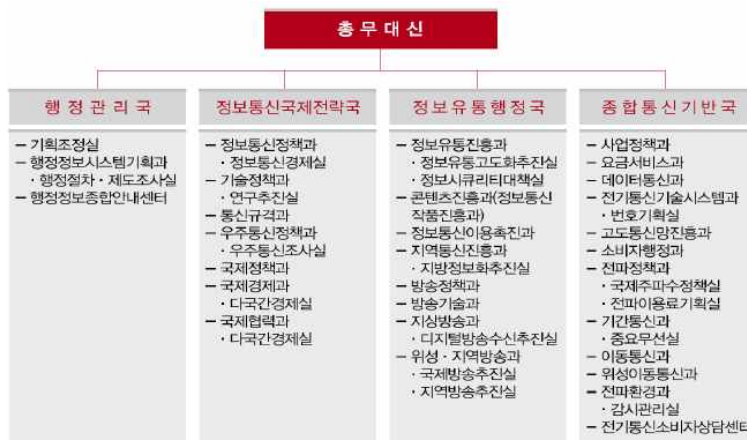 총무대신
행정관리국
– 기획조정실
– 행정정보시스템기획과
· 행정절차 · 제도조사실
– 행정정보종합안내센터
정보통신국제전략국
– 정보통신정책과
· 정보통신경제실
– 기술정책과
· 연구추진실
– 통신규격과
– 우주통신정책과
· 우주통신조사실
– 국제정책과
– 국제경제과
· 다국간경제실
– 국제협력과
· 다국간경제실
정보유통행정국
– 정보유통진흥과
· 정보유통고도화추진실
· 정보시큐리티대책실
– 콘텐츠진흥과(정보통신
작품진흥과)
– 정보통신이용촉진과
– 지역통신진흥과
· 지방정보화추진실
– 방송정책과
– 방송기술과
– 지상방송과
· 디지털방송수신추진실
– 위성 · 지역방송과
· 국제방송추진실
· 지역방송추진실
종합통신기반국
– 사업정책과
– 요금서비스과
– 데이터통신과
– 전기통신기술시스템과
· 번호기획실
– 고도통신망진흥과
– 소비자행정과
– 전파정책과
· 국제주파수정책실
· 전파이용료기획실
– 기간통신과
· 중요무선실
– 이동통신과
– 위성이동통신과
– 전파환경과
· 감시관리실
– 전기통신소비자상담센터